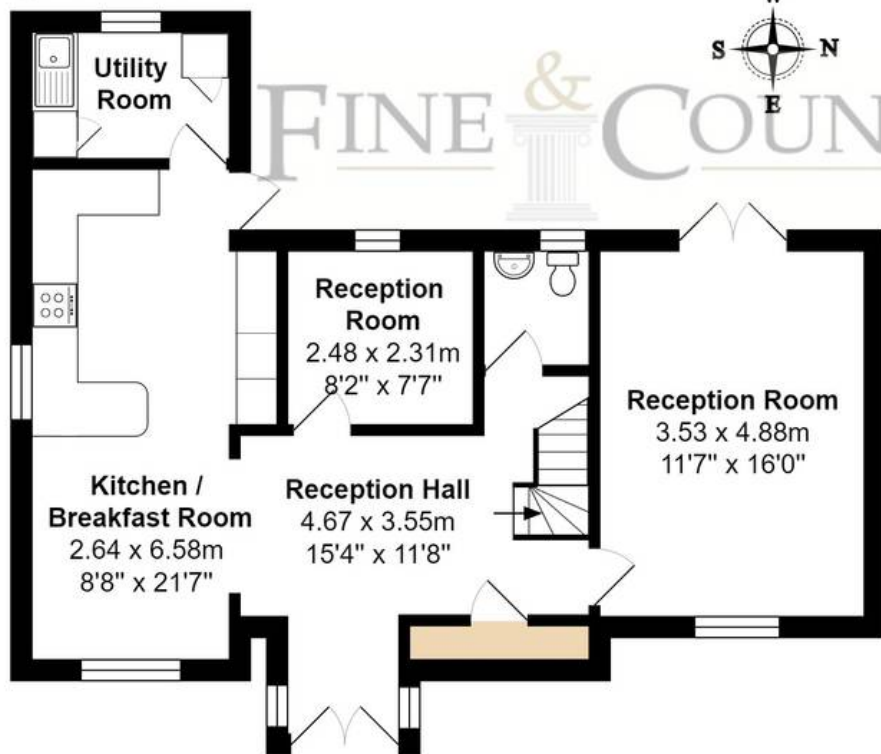 S
N
E
Utility
Room
FINE & COUN
Reception
Room
2.48 x 2.31m
8'2" x 7'7"
Reception Room
3.53 x 4.88m
11'7" x 16'0"
Kitchen /
Breakfast Room
2.64 x 6.58m
8'8" x 21'7"
Reception Hall
4.67 x 3.55m
15'4" x 11'8"